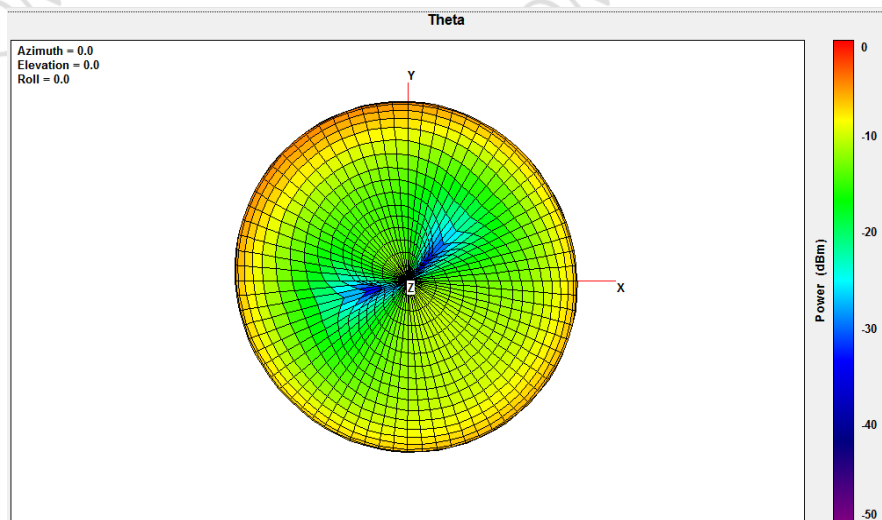 Theta
Azimuth = 0.0
Elevation = 0.0
Roll = 0.0
Y
X
Z
0
-10
-20
-30
-40
-50
Power (dBm)